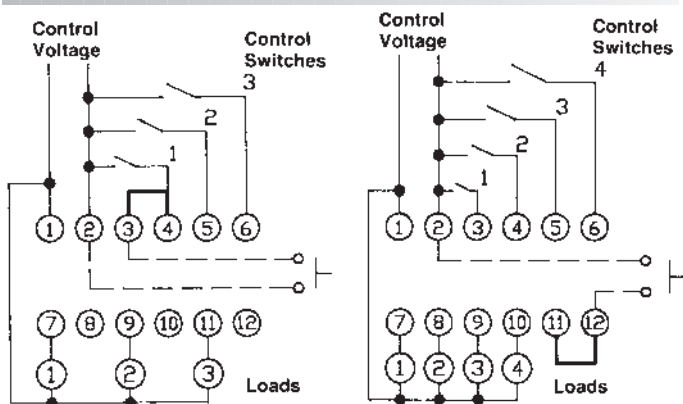 Control
Voltage
Control
Switches
3
2
1
1 2 3 4 5 6
7 8 9 10 11 12
1 2 3
Loads
Control
Voltage
Control
Switches
4
3
2
1
1 2 3 4 5 6
7 8 9 10 11 12
1 2 3 4
Loads